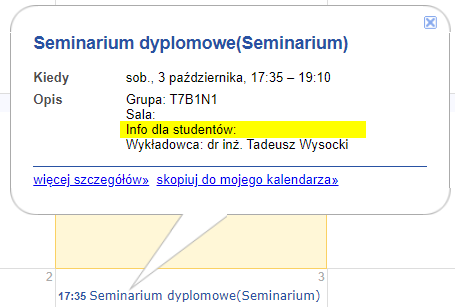 Seminarium dyplomowe(Seminarium)
Kiedy sob., 3 października, 17:35 – 19:10
Opis Grupa: T7B1N1
Sala:
Info dla studentów:
Wykładowca: dr inż. Tadeusz Wysocki
więcej szczegółów» skopiuj do mojego kalendarza»
2 3
17:35 Seminarium dyplomowe(Seminarium)